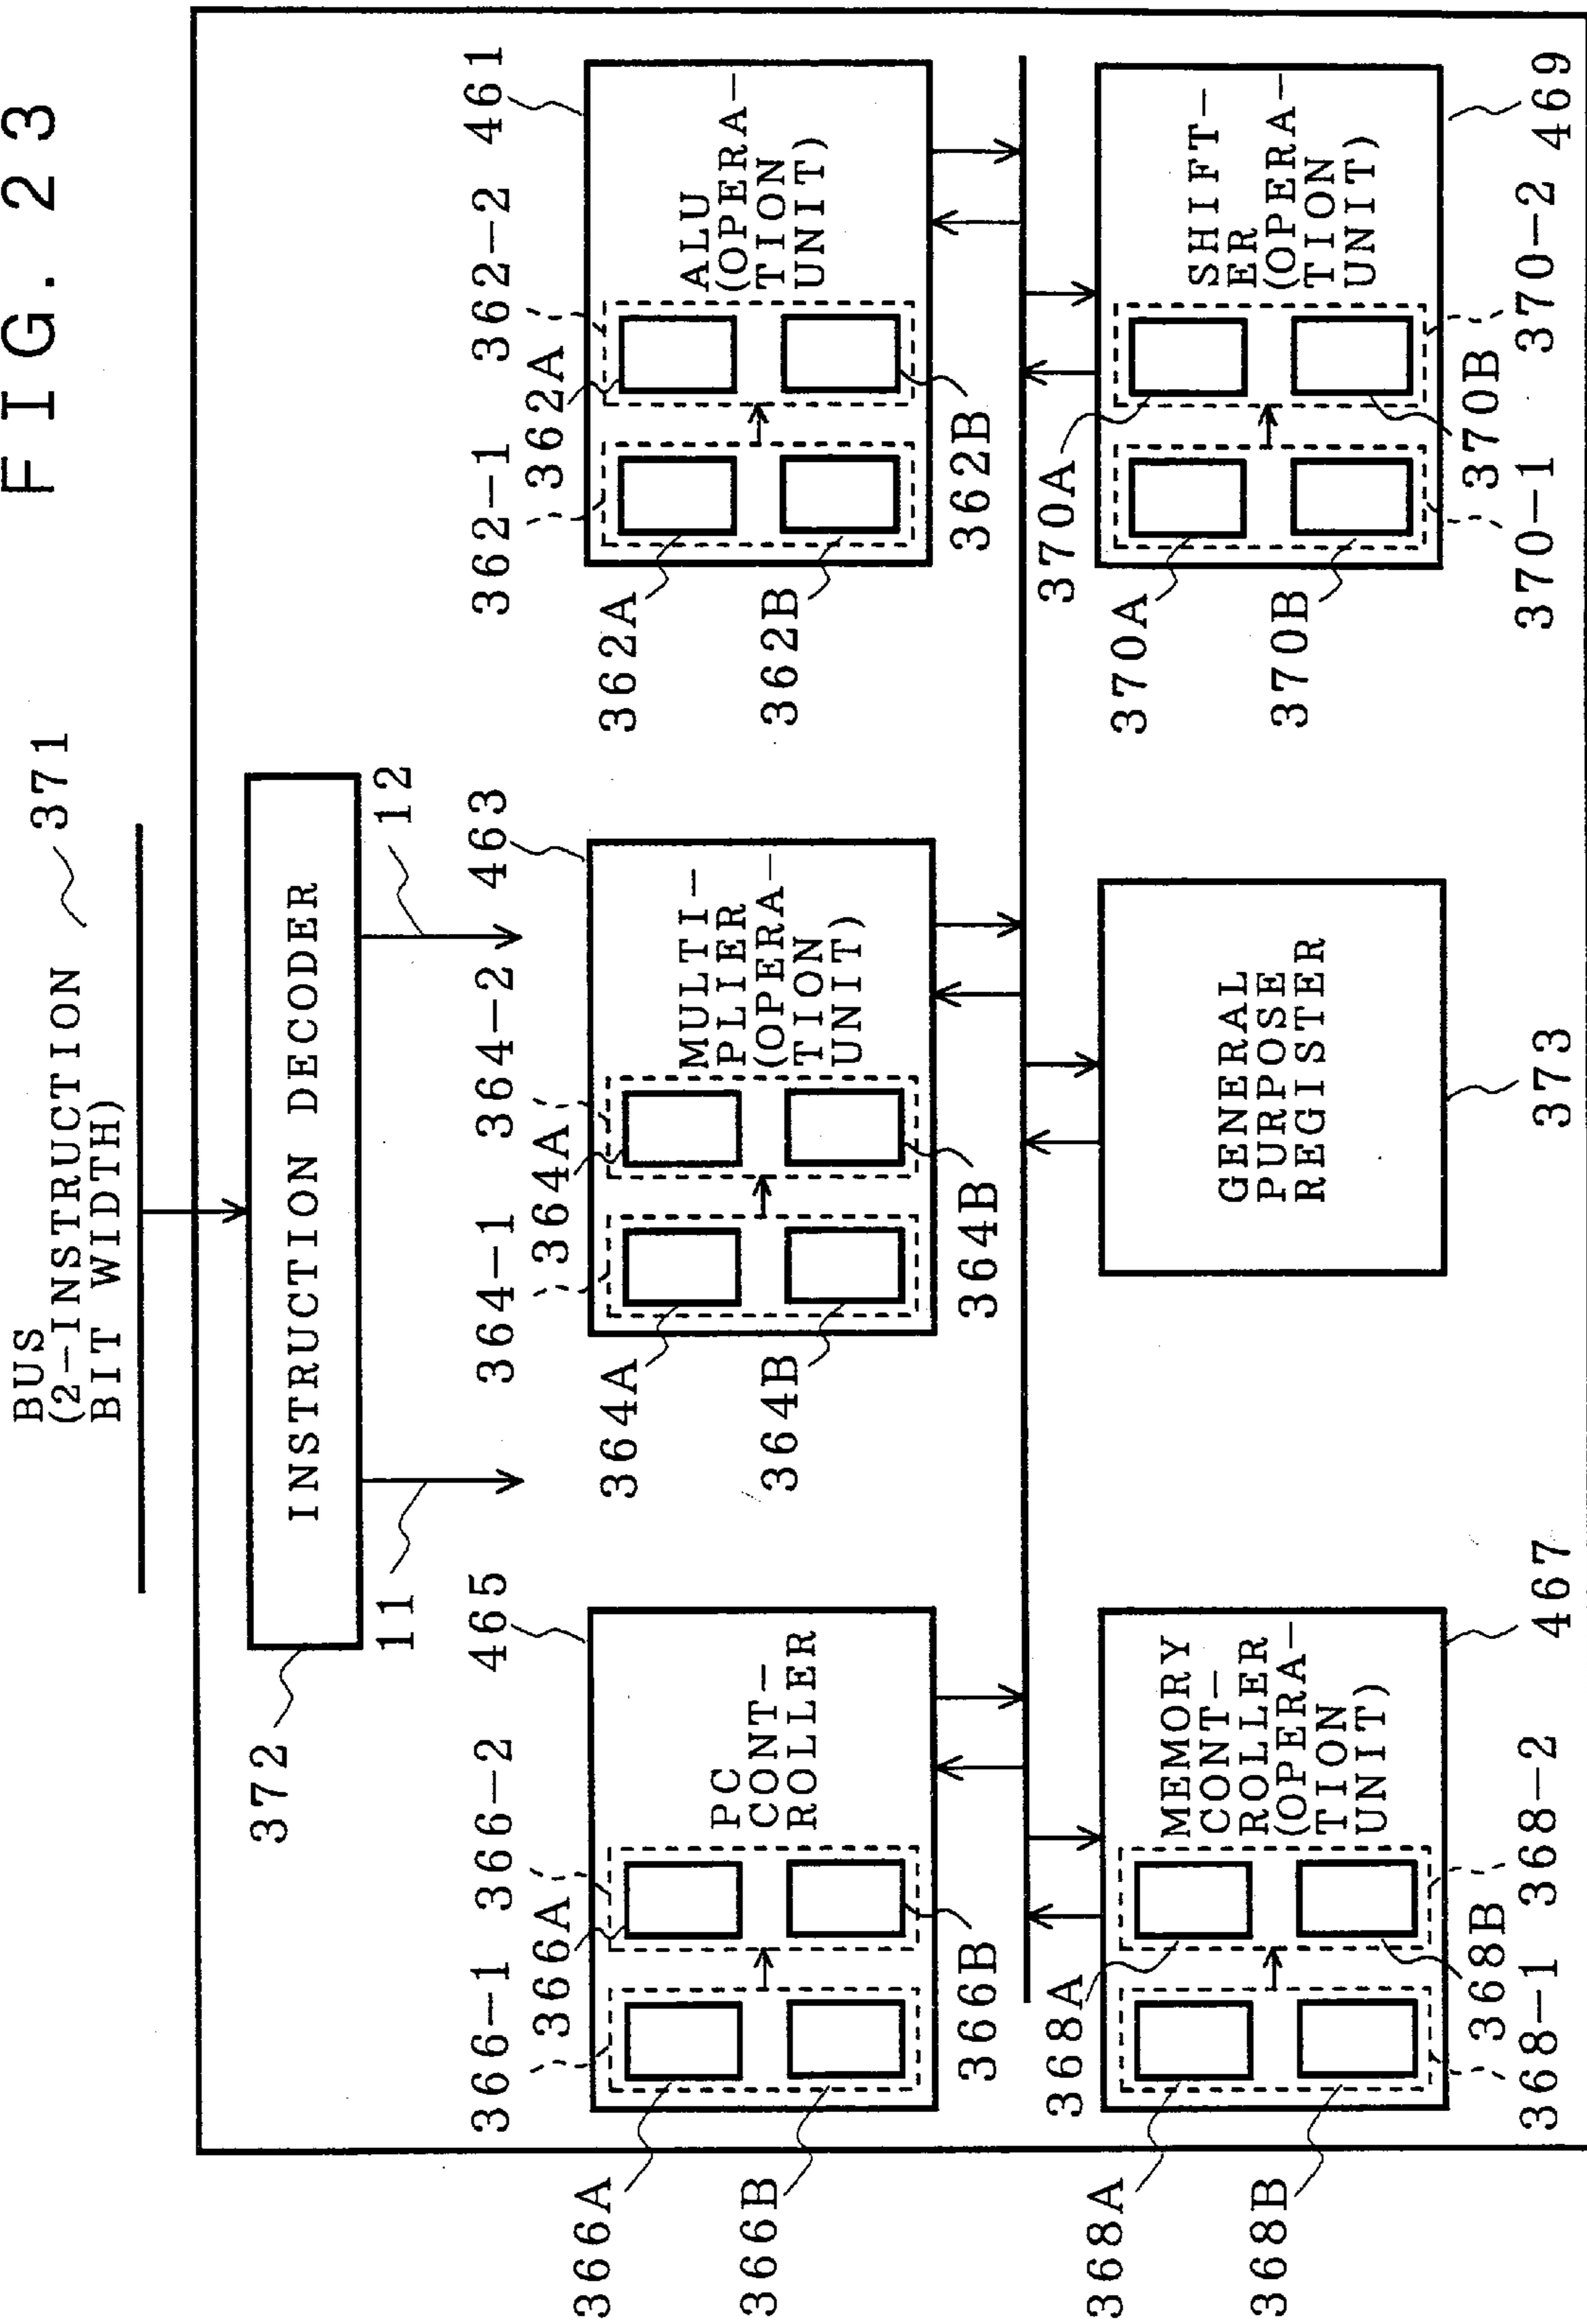 FIG. 23
BUS
(2-INSTRUCTION
BIT WIDTH)
371
372
INSTRUCTION DECODER
11
12
366-1
366-2
465
366A
PC
CONT-
ROLLER
366A
366B
366B
364-1
364-2
463
364A
MULTI-
PLIER
(OPERA-
TION
UNIT)
364A
364B
364B
362-1
362-2
461
362A
ALU
(OPERA-
TION
UNIT)
362A
362B
362B
368A
MEMORY
CONT-
ROLLER
(OPERA-
TION
UNIT)
368A
368B
368B
368-1
368-2
467
GENERAL
PURPOSE
REGISTER
373
370A
SHIFT-
ER
(OPERA-
TION
UNIT)
370A
370B
370B
370-1
370-2
469